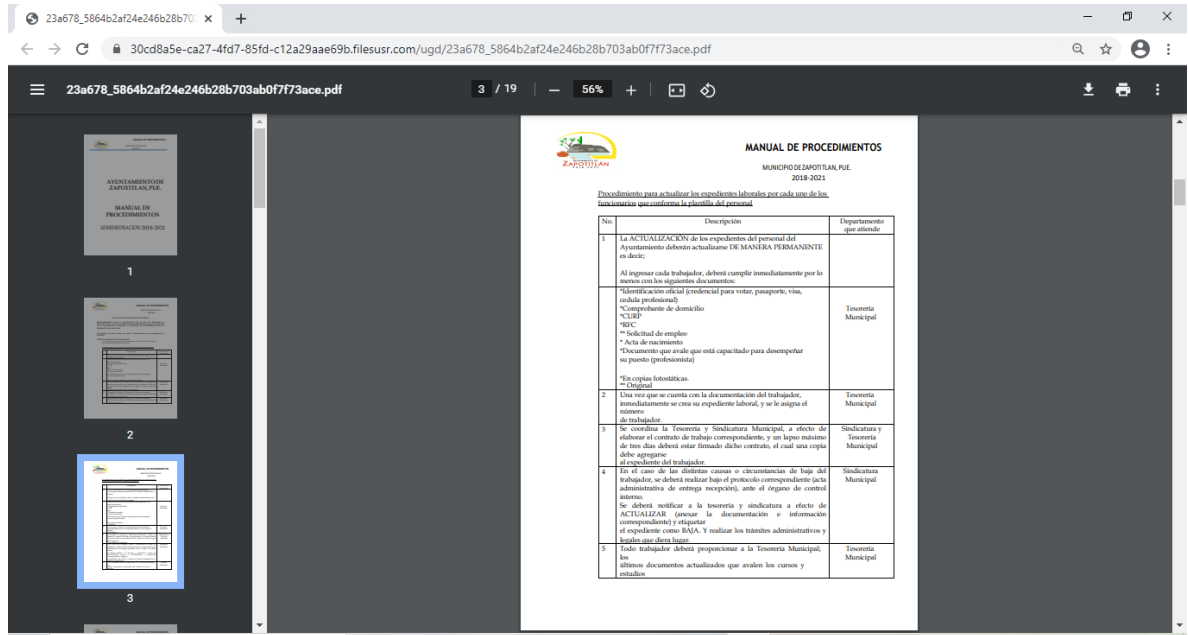 23a678_5864b2af24e246b28b70
30cd8a5e-ca27-4fd7-85fd-c12a29aae69b.filesusr.com/ugd/23a678_5864b2af24e246b28b703ab0f7f73ace.pdf
23a678_5864b2af24e246b28b703ab0f7f73ace.pdf
3 / 19
56%
AYUNTAMIENTO DE
ZAPOTITLAN, PUE.
MANUAL DE
PROCEDIMIENTOS
ADMINISTRACION 2018-2021
1
2
3
ZAPOTITLÁN
MANUAL DE PROCEDIMIENTOS
MUNICIPIO DE ZAPOTITLAN, PUE.
2018-2021
Procedimiento para actualizar los expedientes laborales por cada uno de los
funcionarios que conforma la plantilla del personal
No. Descripción Departamento
que atiende
1 La ACTUALIZACIÓN de los expedientes del personal del
Ayuntamiento deberán actualizarse DE MANERA PERMANENTE
es decir;
Al ingresar cada trabajador, deberá cumplir inmediatamente por lo
menos con los siguientes documentos:
*Identificación oficial (credencial para votar, pasaporte, visa,
cedula profesional)
*Comprobante de domicilio Tesorería
*CURP Municipal
*RFC
** Solicitud de empleo
* Acta de nacimiento
*Documento que avale que está capacitado para desempeñar
su puesto (profesionista)
*En copias fotostáticas.
** Original
2 Una vez que se cuenta con la documentación del trabajador, Tesorería
inmediatamente se crea su expediente laboral, y se le asigna el Municipal
número
de trabajador.
3 Se coordina la Tesorería y Sindicatura Municipal, a efecto de Sindicatura y
elaborar el contrato de trabajo correspondiente, y un lapso máximo Tesorería
de tres días deberá estar firmado dicho contrato, el cual una copia Municipal
debe agregarse
al expediente del trabajador.
4 En el caso de las distintas causas o circunstancias de baja del Sindicatura
trabajador, se deberá realizar bajo el protocolo correspondiente (acta Municipal
administrativa de entrega recepción), ante el órgano de control
interno.
Se deberá notificar a la tesorería y sindicatura a efecto de
ACTUALIZAR (anexar la documentación e información
correspondiente) y etiquetar
el expediente como BAJA. Y realizar los trámites administrativos y
legales que diera lugar.
5 Todo trabajador deberá proporcionar a la Tesorería Municipal; Tesorería
los Municipal
últimos documentos actualizados que avalen los cursos y
estudios